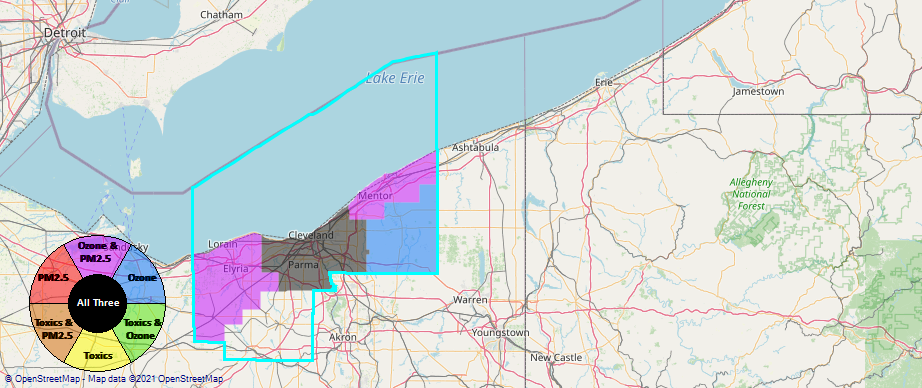 Chatham
Detroit
Lake Erie
Erie
Jamestown
Ashtabula
Allegheny
National
Forest
Mentor
Cleveland
Lorain
Elyria
Parma
Ozone &
PM2.5
PM2.5
Ozone
All Three
Toxics &
PM2.5
Toxics &
Ozone
Toxics
Warren
Akron
Youngstown
New Castle
© OpenStreetMap - Map data ©2021 OpenStreetMap